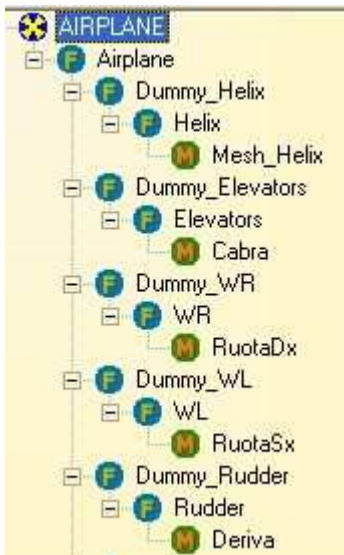 AIRPLANE
F Airplane
F Dummy_Helix
F Helix
M Mesh_Helix
F Dummy_Elevators
F Elevators
M Cabra
F Dummy_WR
F WR
M RuotaDx
F Dummy_WL
F WL
M RuotaSx
F Dummy_Rudder
F Rudder
M Deriva